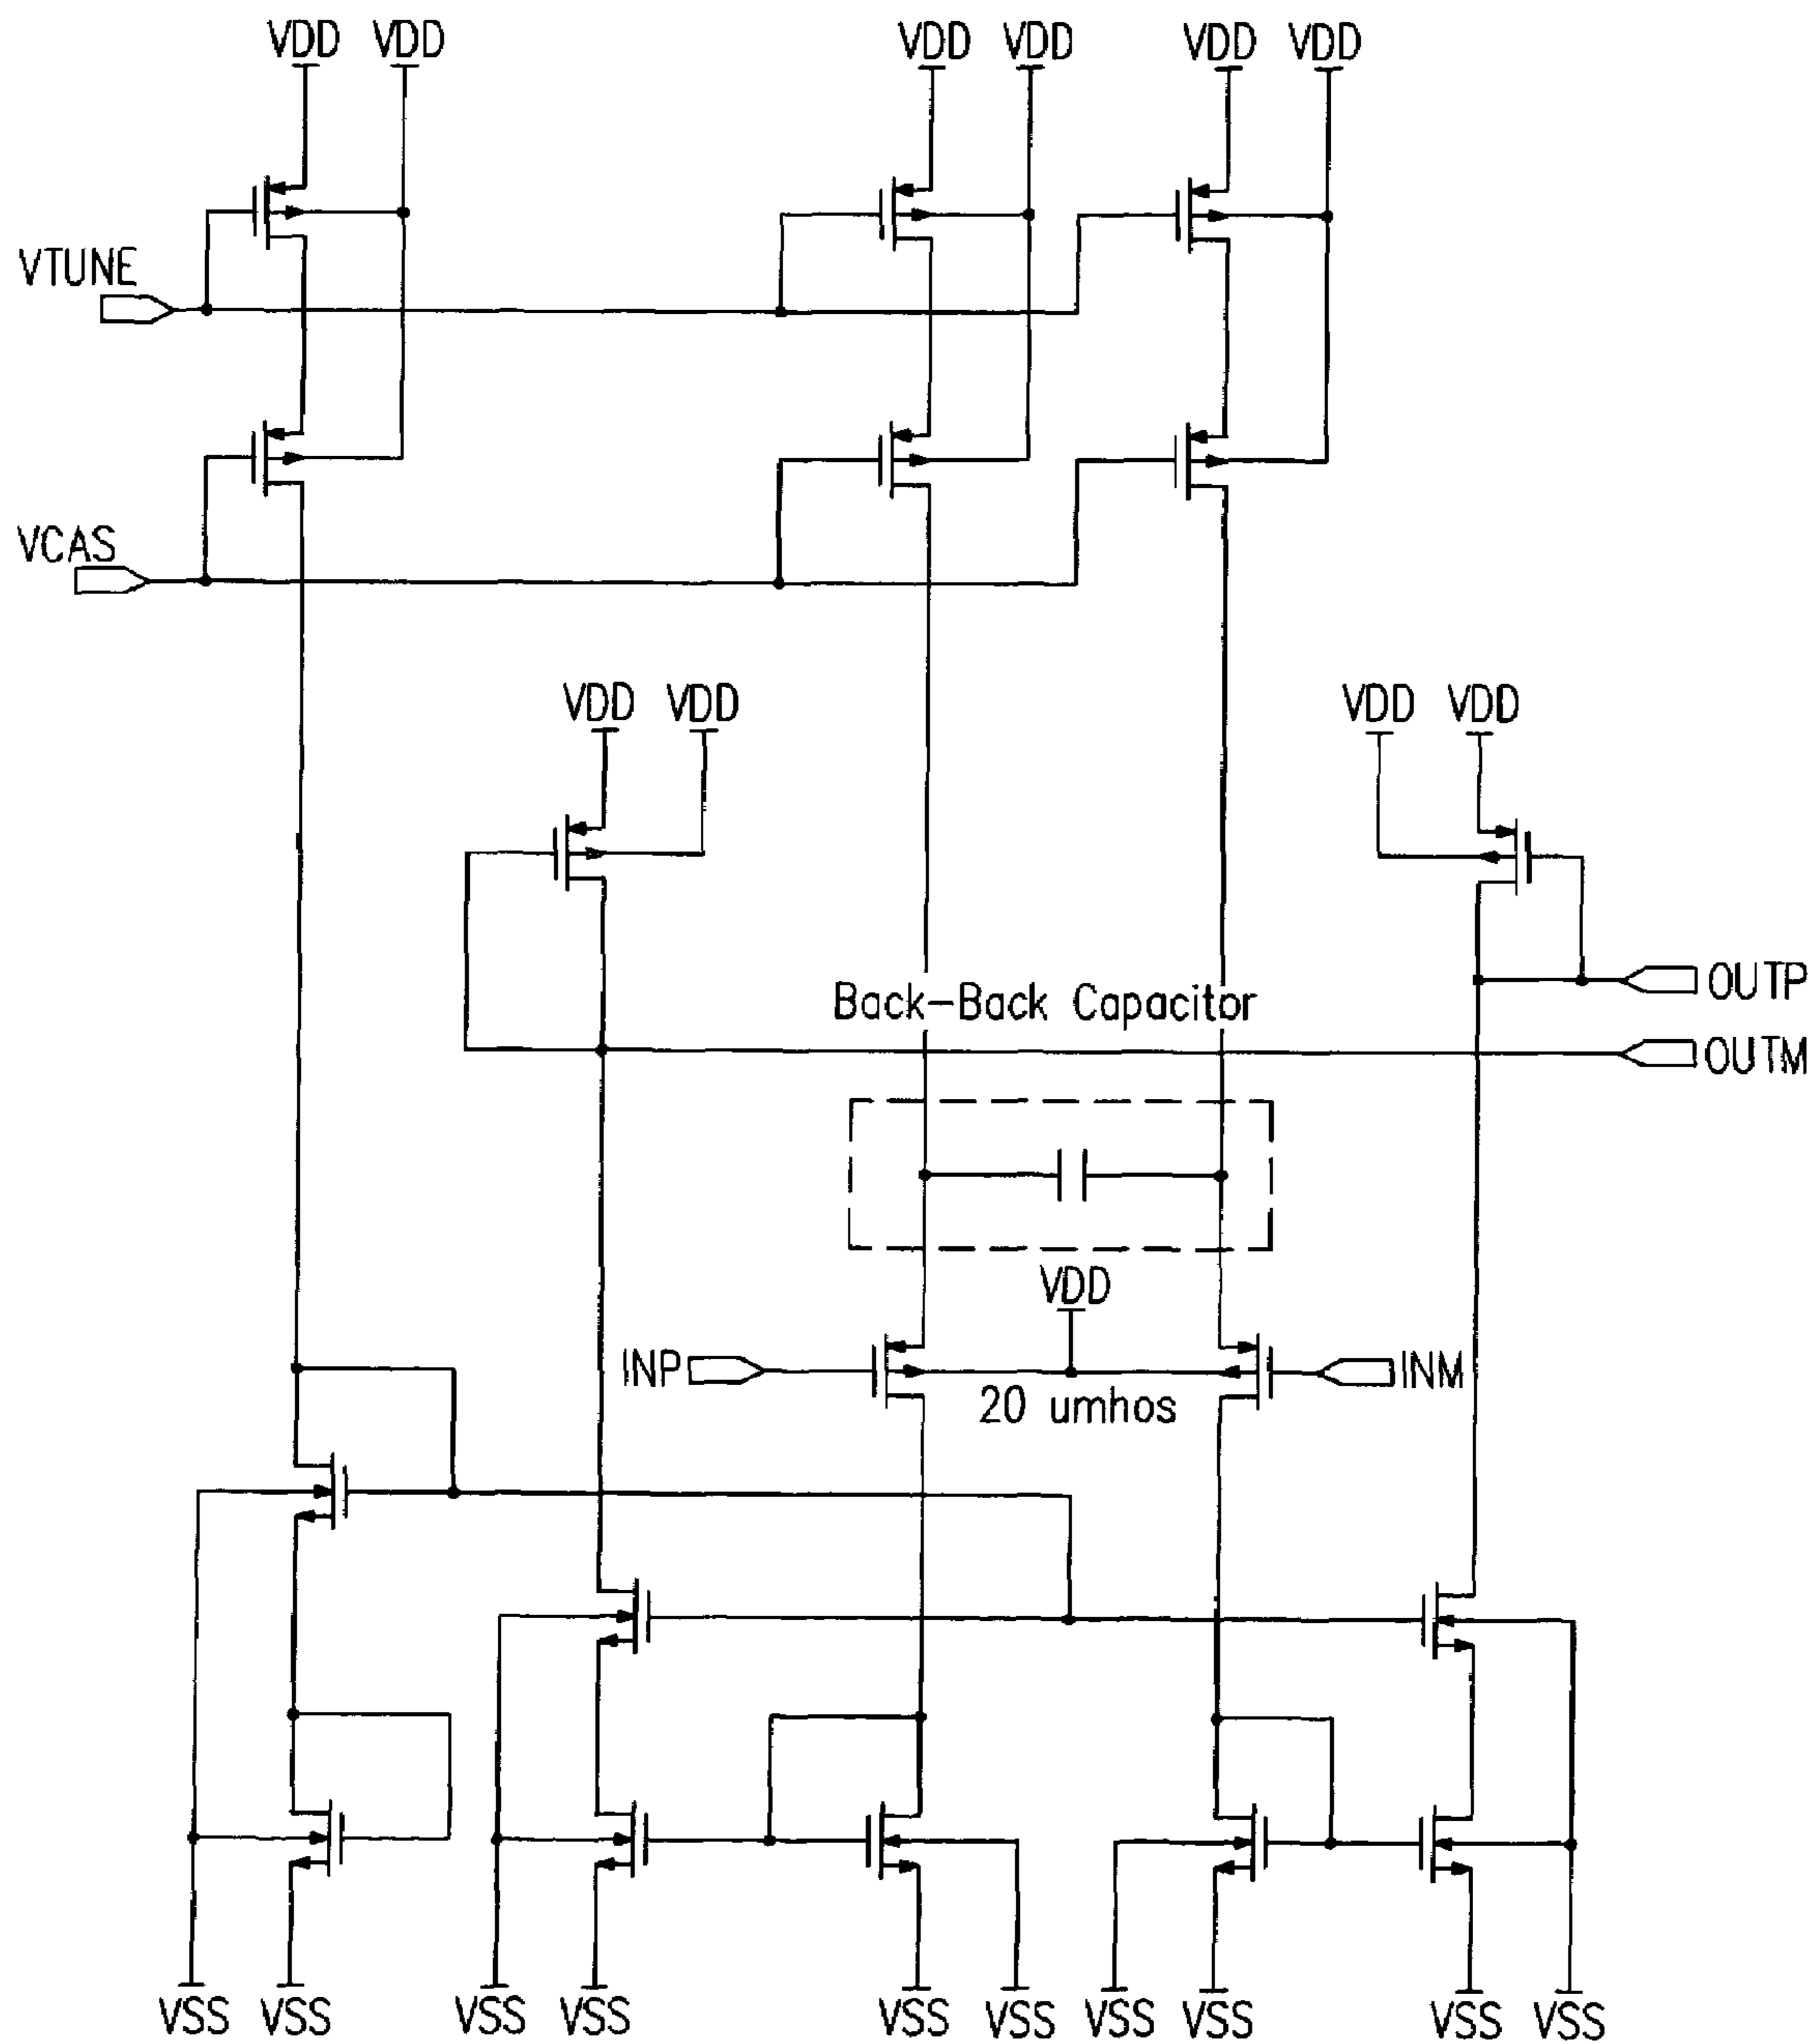 VDD VDD VDD VDD VDD VDD
VTUNE
VCAS
VDD VDD VDD VDD
OUTP
Back-Back Capacitor
OUTM
VDD
INP INM
20 umhos
VSS VSS VSS VSS VSS VSS VSS VSS VSS VSS